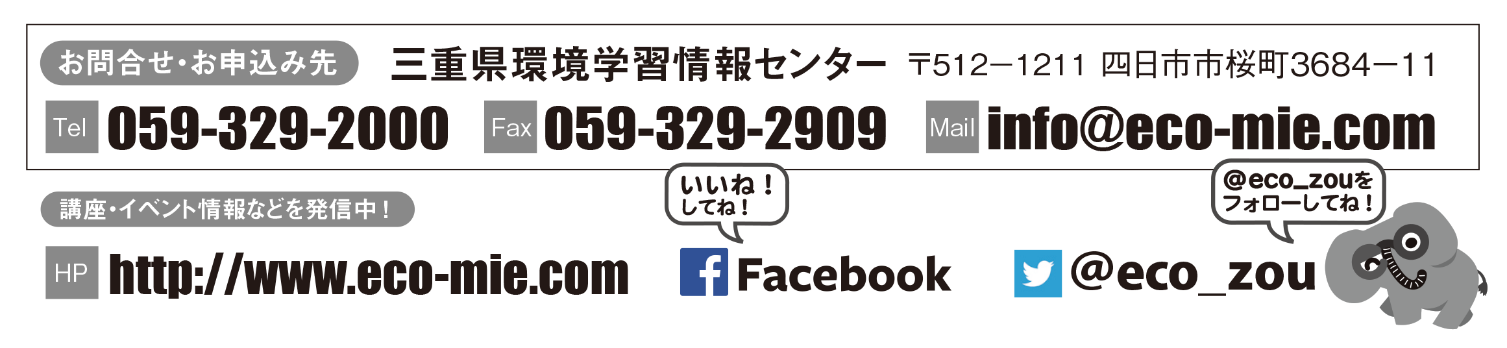 お問合せ・お申込み先 三重県環境学習情報センター 〒512－1211 四日市市桜町3684－11
Tel 059-329-2000 Fax 059-329-2909 Mail info@eco-mie.com
講座・イベント情報などを発信中！
いいね！
してね！
@eco_zouを
フォローしてね！
HP http://www.eco-mie.com f Facebook @eco_zou